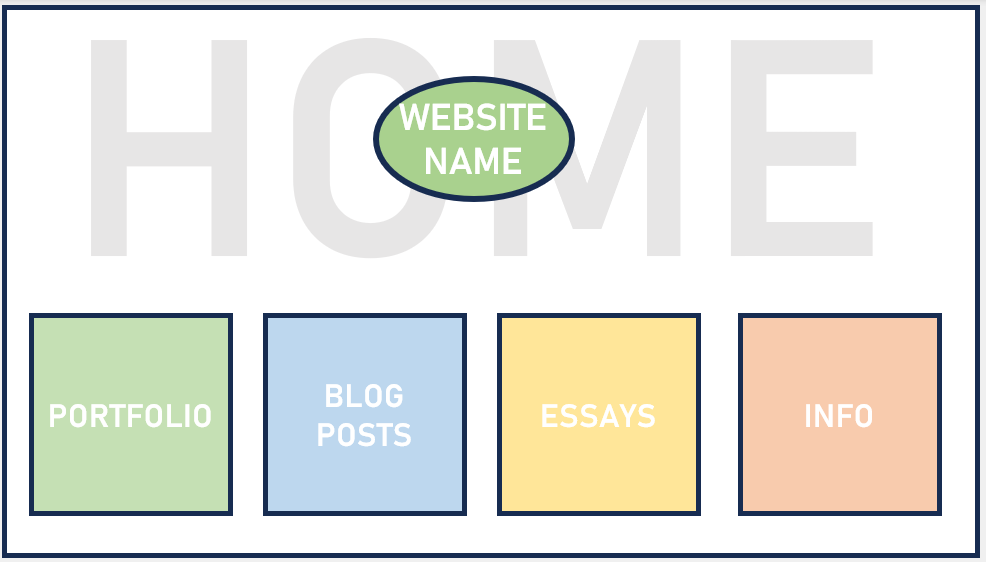 HOME
WEBSITE
NAME
PORTFOLIO
BLOG
POSTS
ESSAYS
INFO